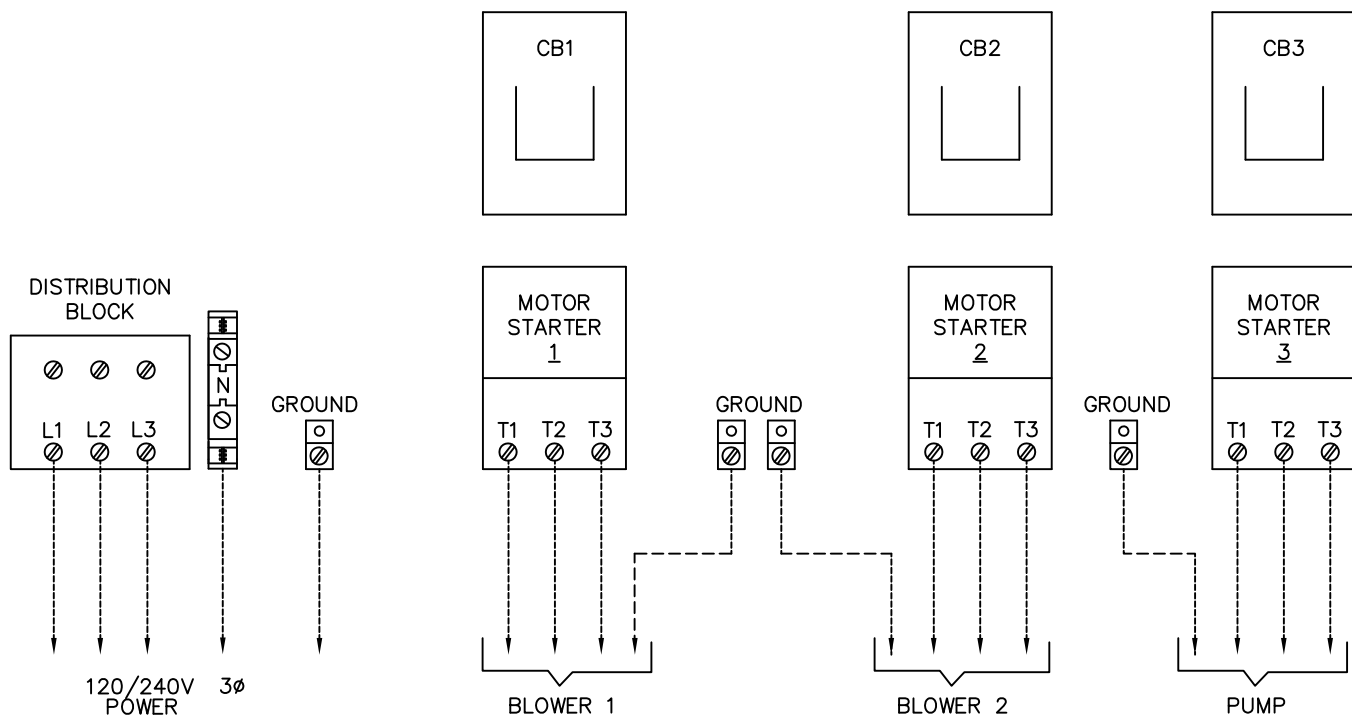 CB1
CB2
CB3
DISTRIBUTION
BLOCK
MOTOR
STARTER
1
MOTOR
STARTER
2
MOTOR
STARTER
3
N
GROUND
GROUND
GROUND
L1 L2 L3
T1 T2 T3
T1 T2 T3
T1 T2 T3
120/240V 3ø
POWER
BLOWER 1
BLOWER 2
PUMP